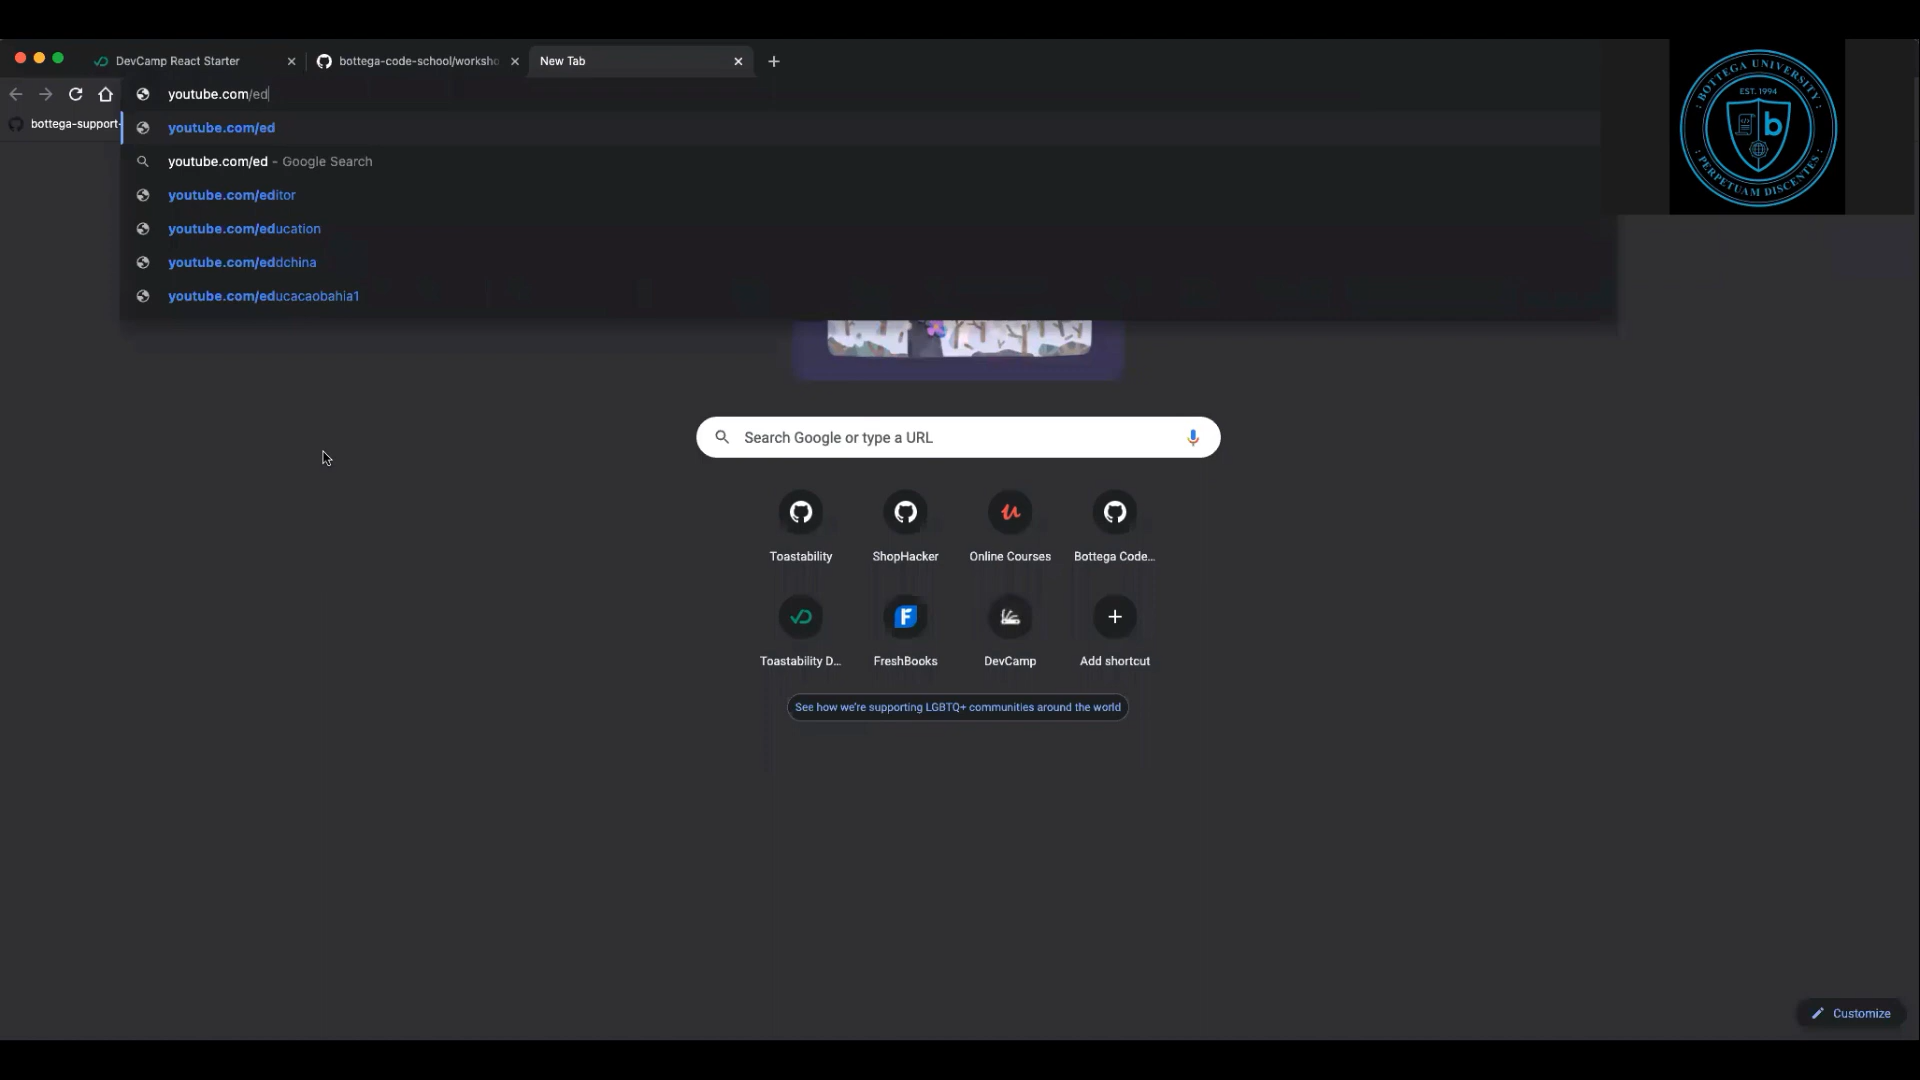 DevCamp React Starter
bottega-code-school/worksho
New Tab
youtube.com/ed
bottega-support-
youtube.com/ed
youtube.com/ed - Google Search
youtube.com/editor
youtube.com/education
youtube.com/eddchina
youtube.com/educacaobahia1
BOTTEGA UNIVERSITY
EST. 1994
b
PERPETUAM DISCENTES
Search Google or type a URL
Toastability
ShopHacker
Online Courses
Bottega Code...
Toastability D...
FreshBooks
DevCamp
Add shortcut
See how we're supporting LGBTQ+ communities around the world
Customize